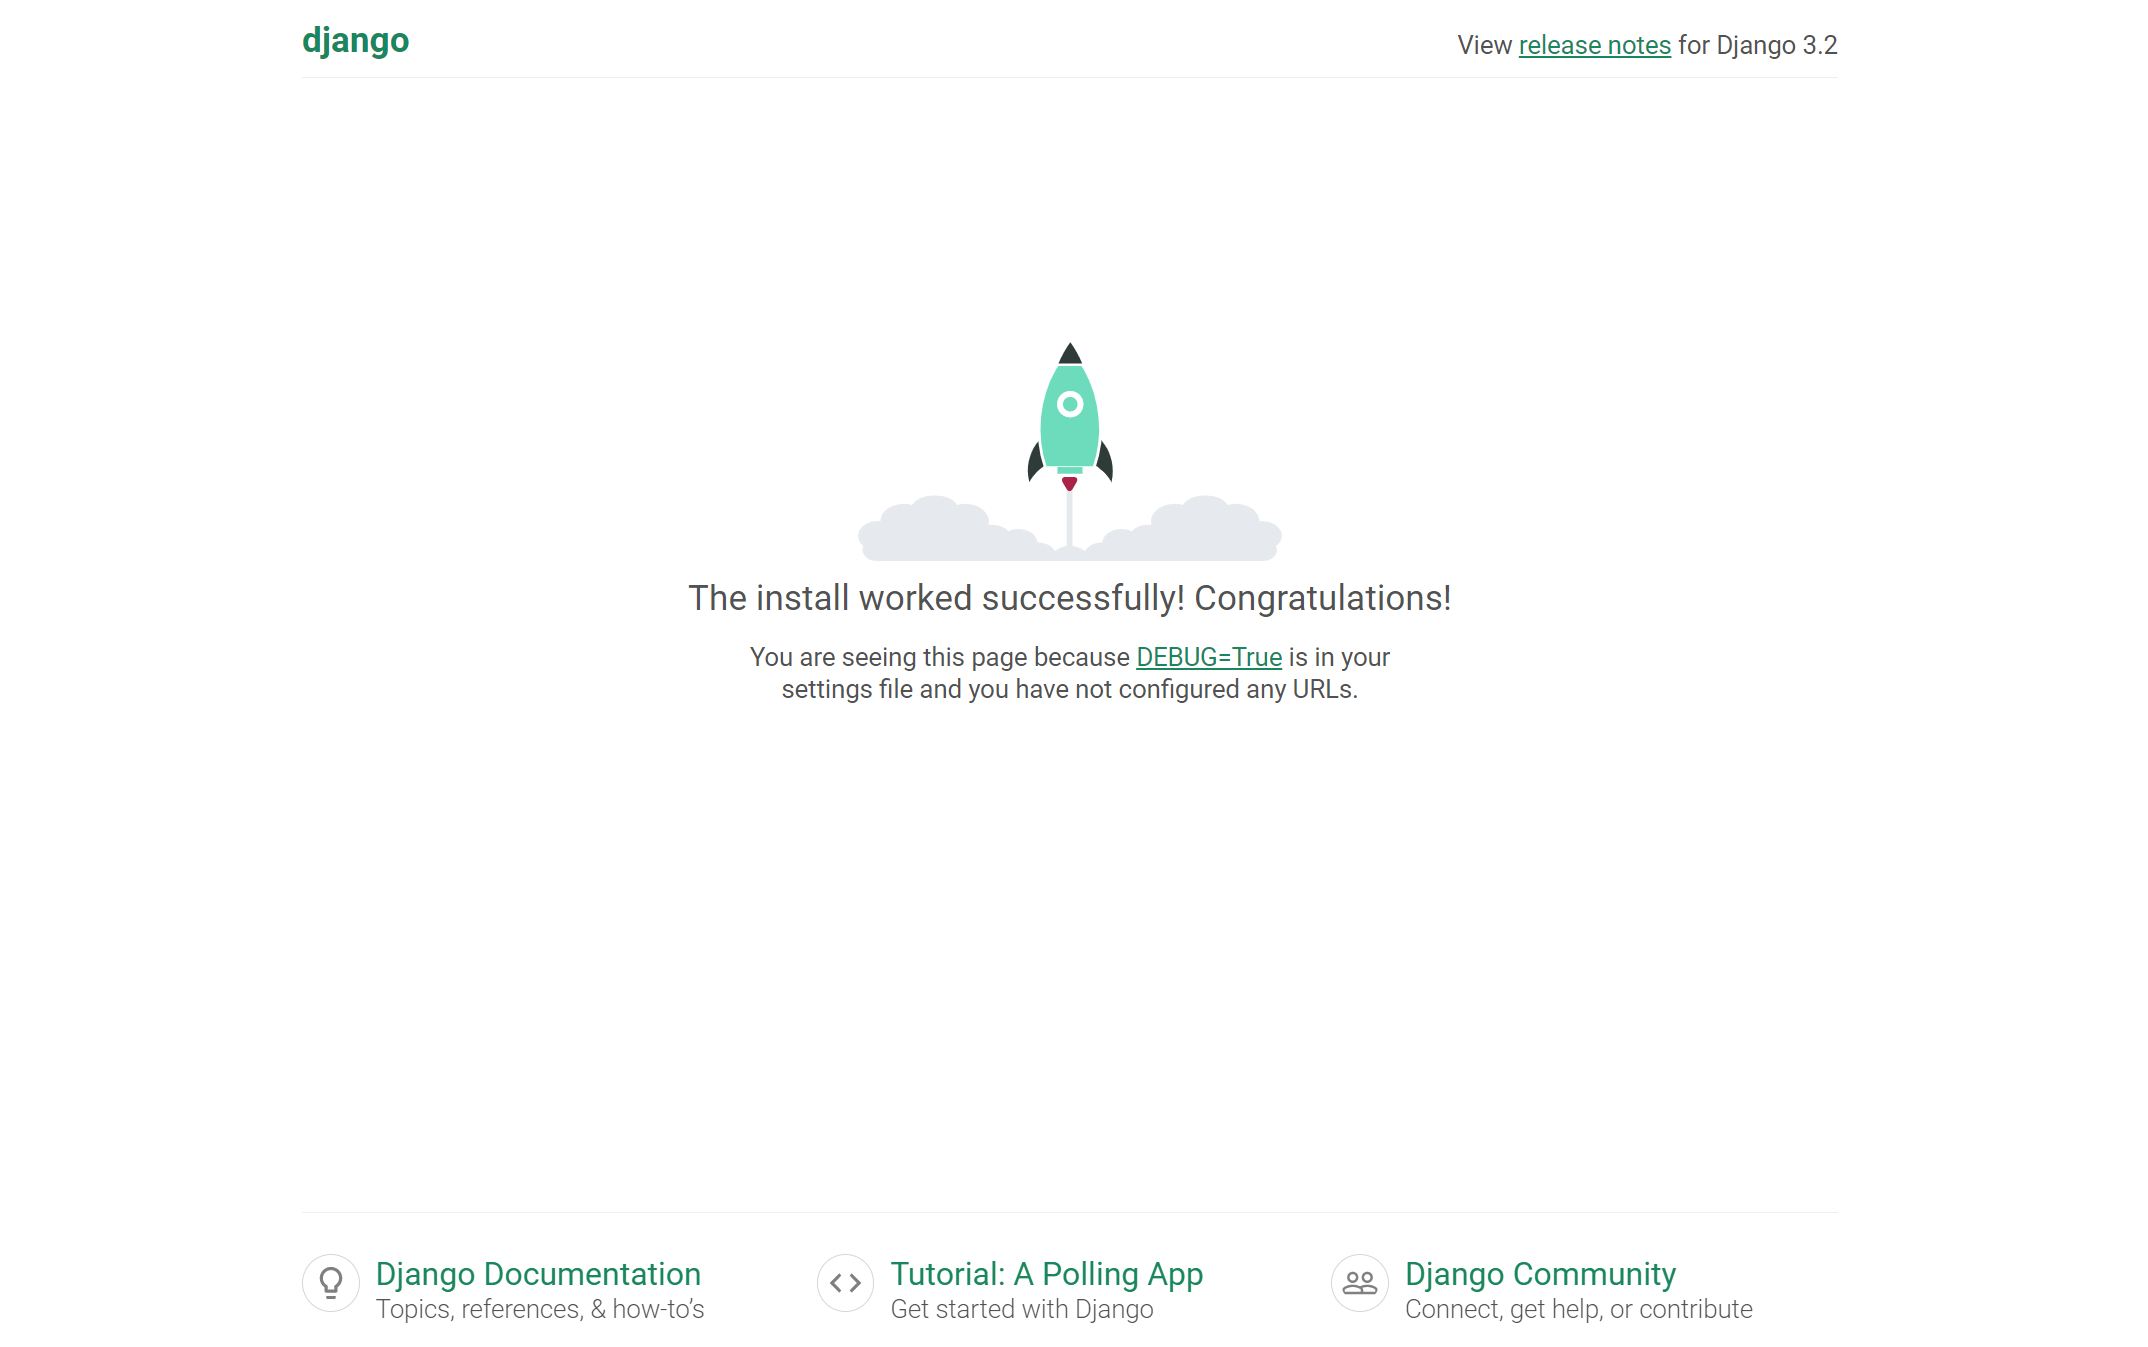 django
View release notes for Django 3.2
The install worked successfully! Congratulations!
You are seeing this page because DEBUG=True is in your
settings file and you have not configured any URLs.
Django Documentation
Topics, references, & how-to’s
Tutorial: A Polling App
Get started with Django
Django Community
Connect, get help, or contribute